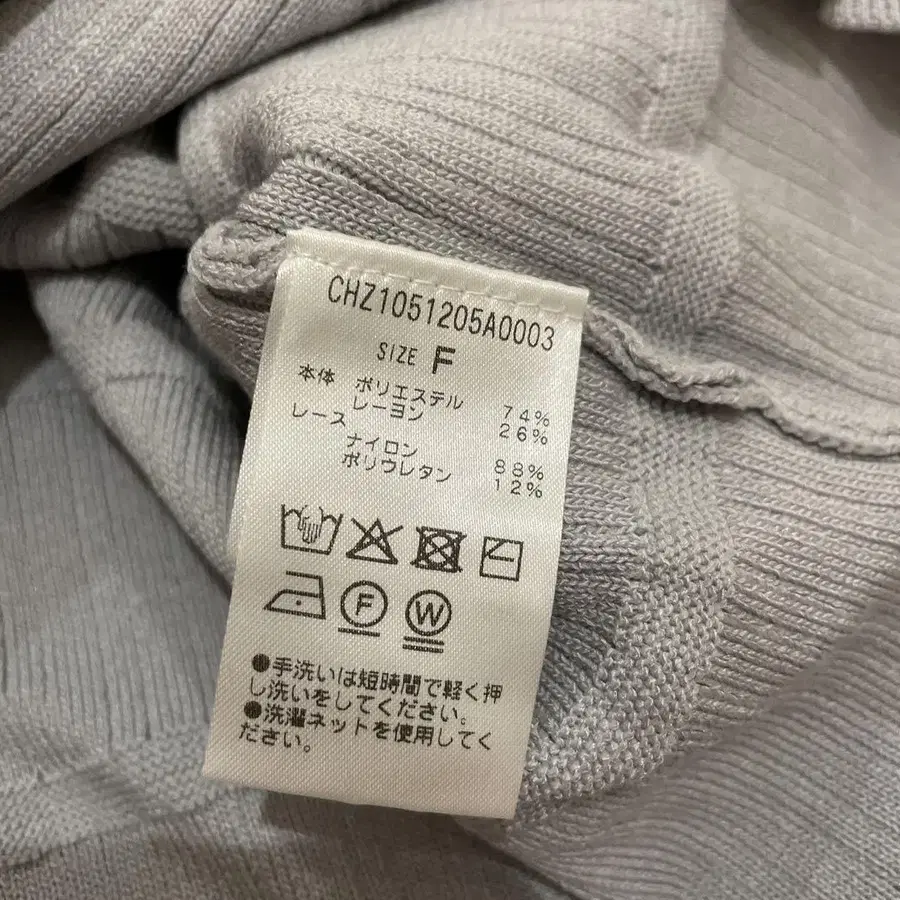 CHZ1051205A0003
SIZE F
本体 ポリエステル 74%
レーヨン 26%
レース
ナイロン 88%
ポリウレタン 12%
F W
●手洗いは短時間で軽く押
し洗いをしてください。
●洗濯ネットを使用してく
ださい。